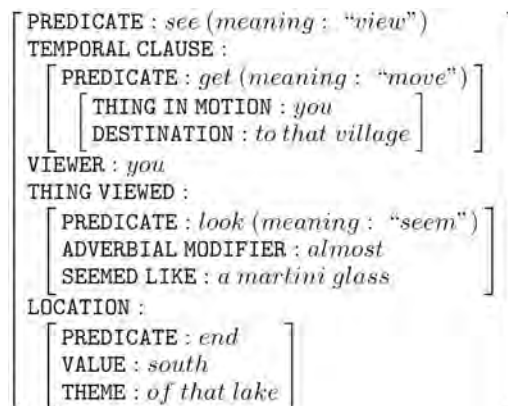 PREDICATE : see (meaning : “view”)
TEMPORAL CLAUSE :
PREDICATE : get (meaning : “move”)
THING IN MOTION : you
DESTINATION : to that village
VIEWER : you
THING VIEWED :
PREDICATE : look (meaning : “seem”)
ADVERBIAL MODIFIER : almost
SEEMED LIKE : a martini glass
LOCATION :
PREDICATE : end
VALUE : south
THEME : of that lake